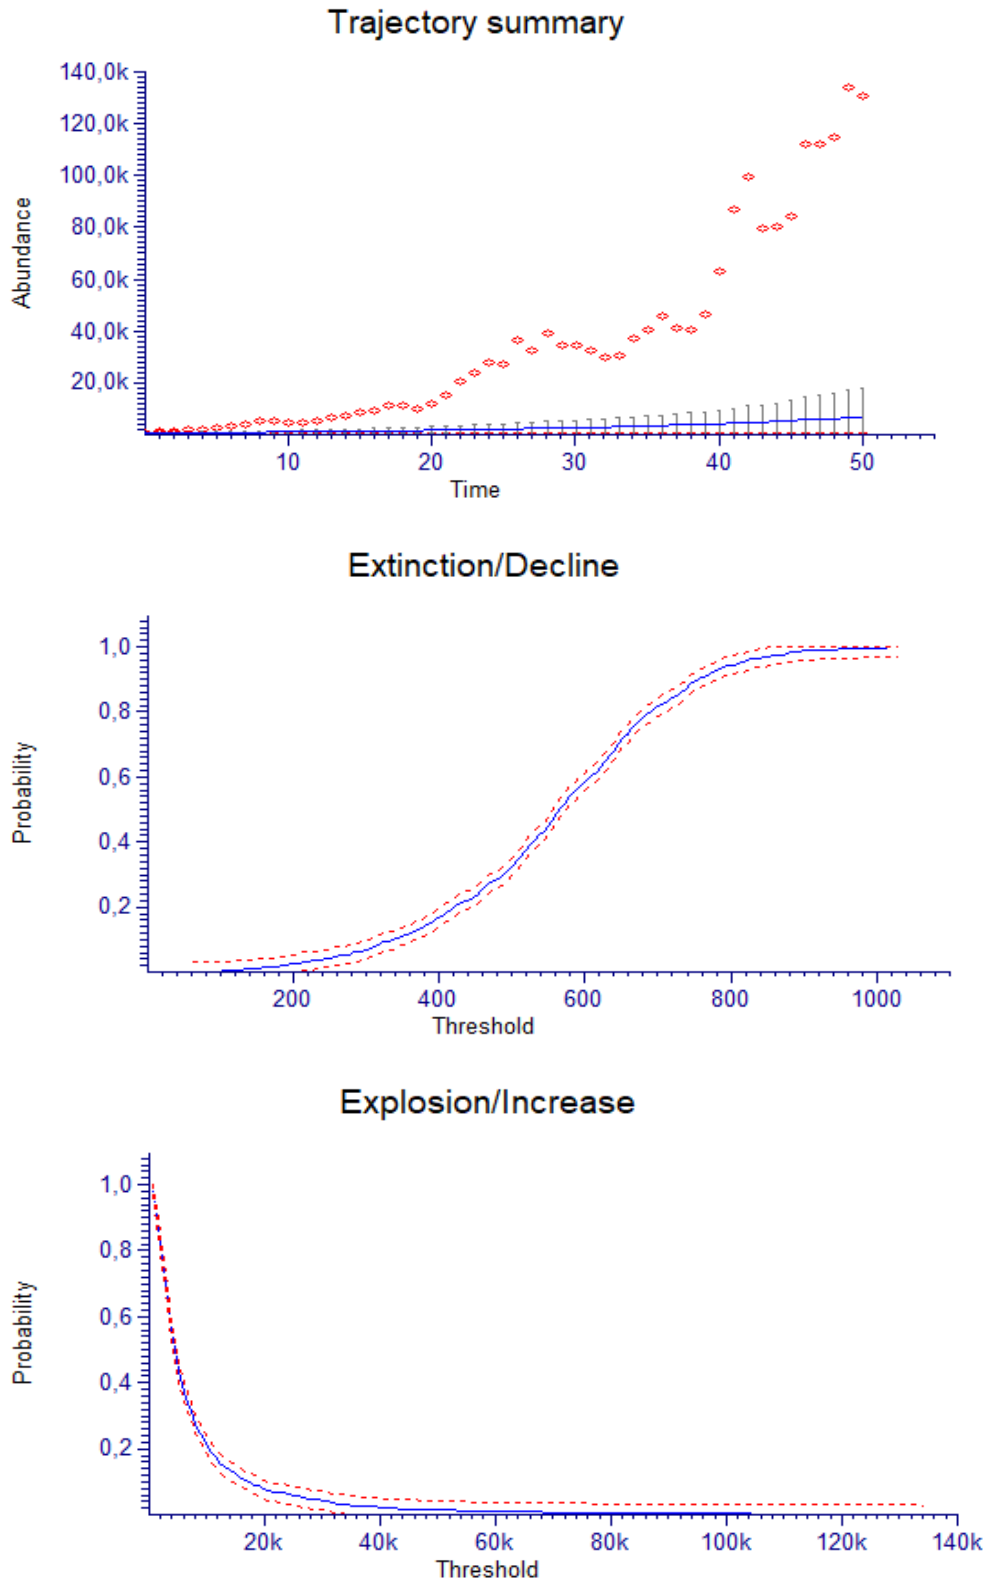 Trajectory summary
140,0k
120,0k
100,0k
80,0k
60,0k
40,0k
20,0k
Abundance
10 20 30 40 50
Time
Extinction/Decline
1,0
0,8
0,6
0,4
0,2
Probability
200 400 600 800 1000
Threshold
Explosion/Increase
1,0
0,8
0,6
0,4
0,2
Probability
20k 40k 60k 80k 100k 120k 140k
Threshold